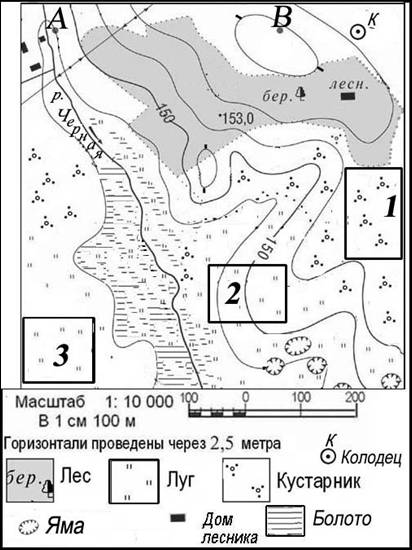 А
В
К
р. Черная
150
153,0
бер.
лесн.
1
150
2
3
Масштаб 1: 10 000
В 1 см 100 м
100 0 100 200
Горизонтали проведены через 2,5 метра
К
Колодец
бер. Лес
Луг
Кустарник
Яма
Дом
лесника
Болото